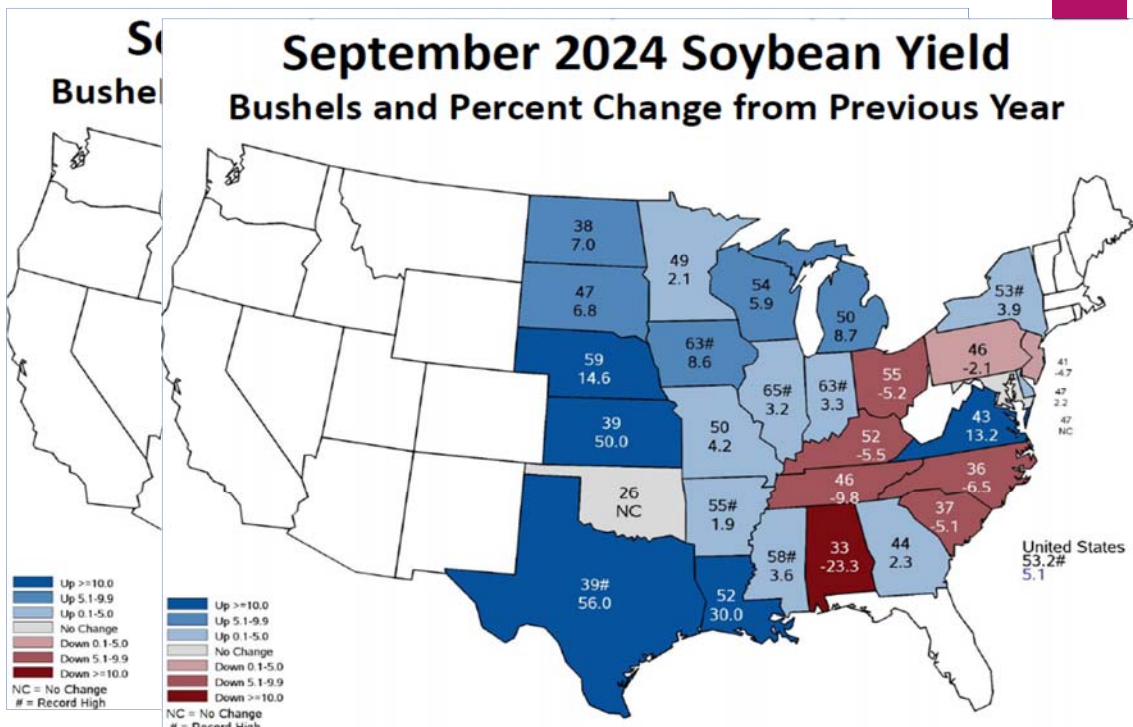 Se
Bushel
September 2024 Soybean Yield
Bushels and Percent Change from Previous Year
38
7.0
49
2.1
47
6.8
54
5.9
50
8.7
53#
3.9
59
14.6
63#
8.6
65#
3.2
63#
3.3
55
-5.2
46
-2.1
41
-4.7
47
2.2
47
NC
39
50.0
50
4.2
52
-5.5
43
13.2
26
NC
55#
1.9
46
-9.8
36
-6.5
37
-5.1
39#
56.0
52
30.0
58#
3.6
33
-23.3
44
2.3
United States
53.2#
5.1
Up >=10.0
Up 5.1-9.9
Up 0.1-5.0
No Change
Down 0.1-5.0
Down 5.1-9.9
Down >=10.0
NC = No Change
# = Record High
Up >=10.0
Up 5.1-9.9
Up 0.1-5.0
No Change
Down 0.1-5.0
Down 5.1-9.9
Down >=10.0
NC = No Change
# = Record High